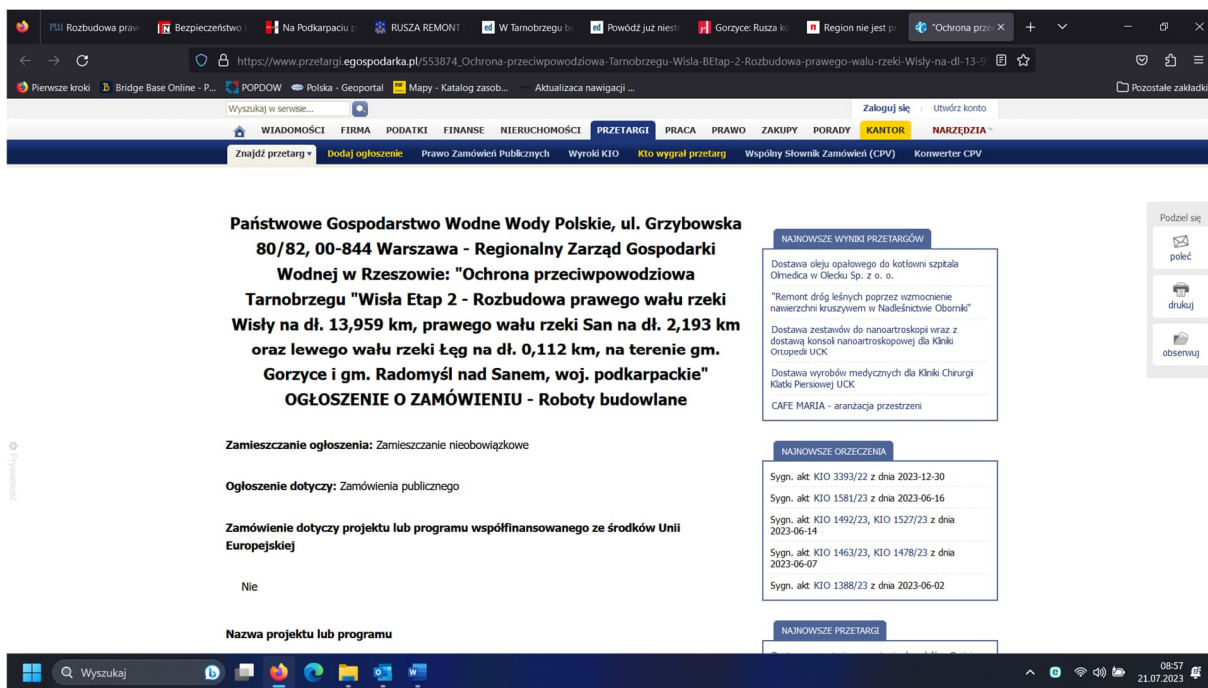 Rozbudowa praw
Bezpieczeństwo i
Na Podkarpaciu p
RUSZA REMONT
W Tarnobrzegu bę
Powódź już niestr
Gorzyce: Rusza ko
Region nie jest pr
"Ochrona prze
https://www.przetargi.egospodarka.pl/553874_Ochrona-przeciwpowodziowa-Tarnobrzegu-Wisla-BEtap-2-Rozbudowa-prawego-walu-rzeki-Wisly-na-dl-13-9
Pierwsze kroki
Bridge Base Online - P...
POPDOW
Polska - Geoportal
Mapy - Katalog zasob...
Aktualizaca nawigacji ...
Pozostałe zakładki
Wyszukaj w serwisie...
Zaloguj się
Utwórz konto
WIADOMOŚCI FIRMA PODATKI FINANSE NIERUCHOMOŚCI PRZETARGI PRACA PRAWO ZAKUPY PORADY KANTOR NARZĘDZIA
Znajdź przetarg Dodaj ogłoszenie Prawo Zamówień Publicznych Wyroki KIO Kto wygrał przetarg Wspólny Słownik Zamówień (CPV) Konwerter CPV
Państwowe Gospodarstwo Wodne Wody Polskie, ul. Grzybowska
80/82, 00-844 Warszawa - Regionalny Zarząd Gospodarki
Wodnej w Rzeszowie: "Ochrona przeciwpowodziowa
Tarnobrzegu "Wisła Etap 2 - Rozbudowa prawego wału rzeki
Wisły na dł. 13,959 km, prawego wału rzeki San na dł. 2,193 km
oraz lewego wału rzeki Łęg na dł. 0,112 km, na terenie gm.
Gorzyce i gm. Radomyśl nad Sanem, woj. podkarpackie"
OGŁOSZENIE O ZAMÓWIENIU - Roboty budowlane
Zamieszczanie ogłoszenia: Zamieszczanie nieobowiązkowe
Ogłoszenie dotyczy: Zamówienia publicznego
Zamówienie dotyczy projektu lub programu współfinansowanego ze środków Unii
Europejskiej
Nie
Nazwa projektu lub programu
NAJNOWSZE WYNIKI PRZETARGÓW
Dostawa oleju opałowego do kotłowni szpitala
Olmedica w Olecku Sp. z o. o.
"Remont dróg leśnych poprzez wzmocnienie
nawierzchni kruszywem w Nadleśnictwie Oborniki"
Dostawa zestawów do nanoartroskopii wraz z
dostawą konsoli nanoartroskopowej dla Kliniki
Ortopedii UCK
Dostawa wyrobów medycznych dla Kliniki Chirurgi
Klatki Piersiowej UCK
CAFE MARIA - aranżacja przestrzeni
NAJNOWSZE ORZECZENIA
Sygn. akt KIO 3393/22 z dnia 2023-12-30
Sygn. akt KIO 1581/23 z dnia 2023-06-16
Sygn. akt KIO 1492/23, KIO 1527/23 z dnia
2023-06-14
Sygn. akt KIO 1463/23, KIO 1478/23 z dnia
2023-06-07
Sygn. akt KIO 1388/23 z dnia 2023-06-02
NAJNOWSZE PRZETARGI
Podziel się
poleć
drukuj
obserwuj
Prywatność
Wyszukaj
08:57
21.07.2023